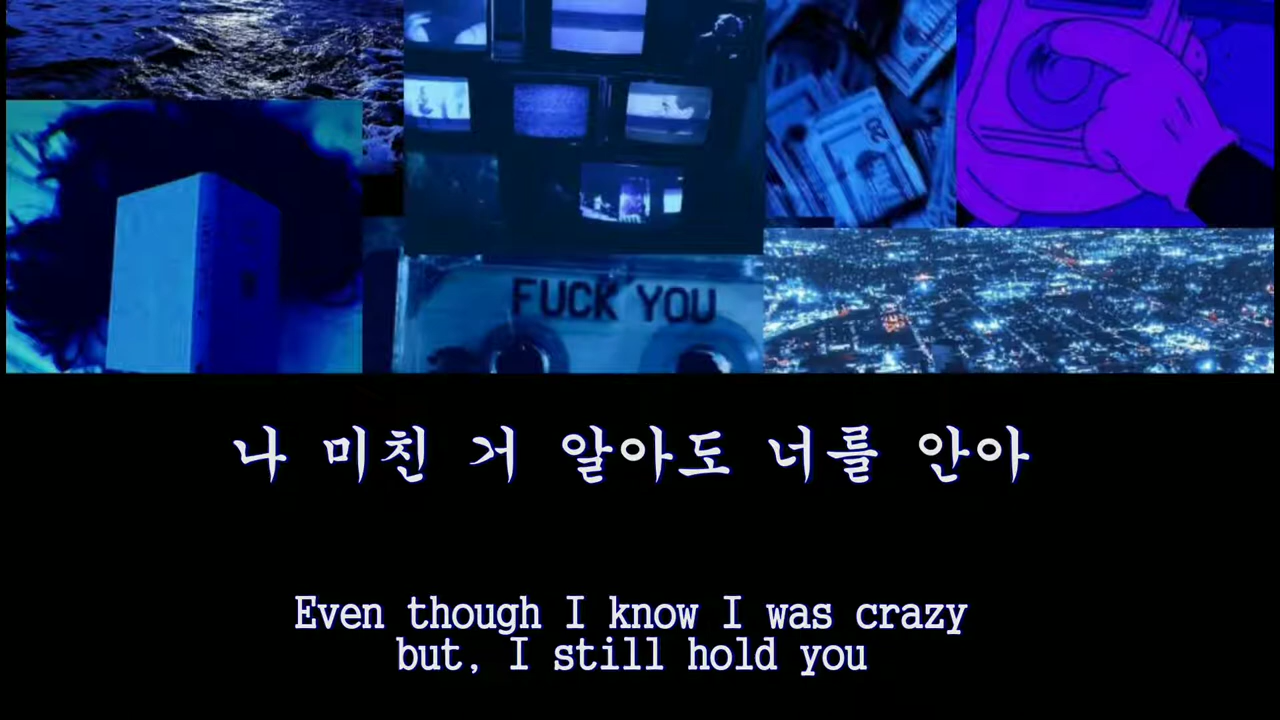 20
FUCK YOU
나 미친 거 알아도 너를 안아
Even though I know I was crazy
but, I still hold you